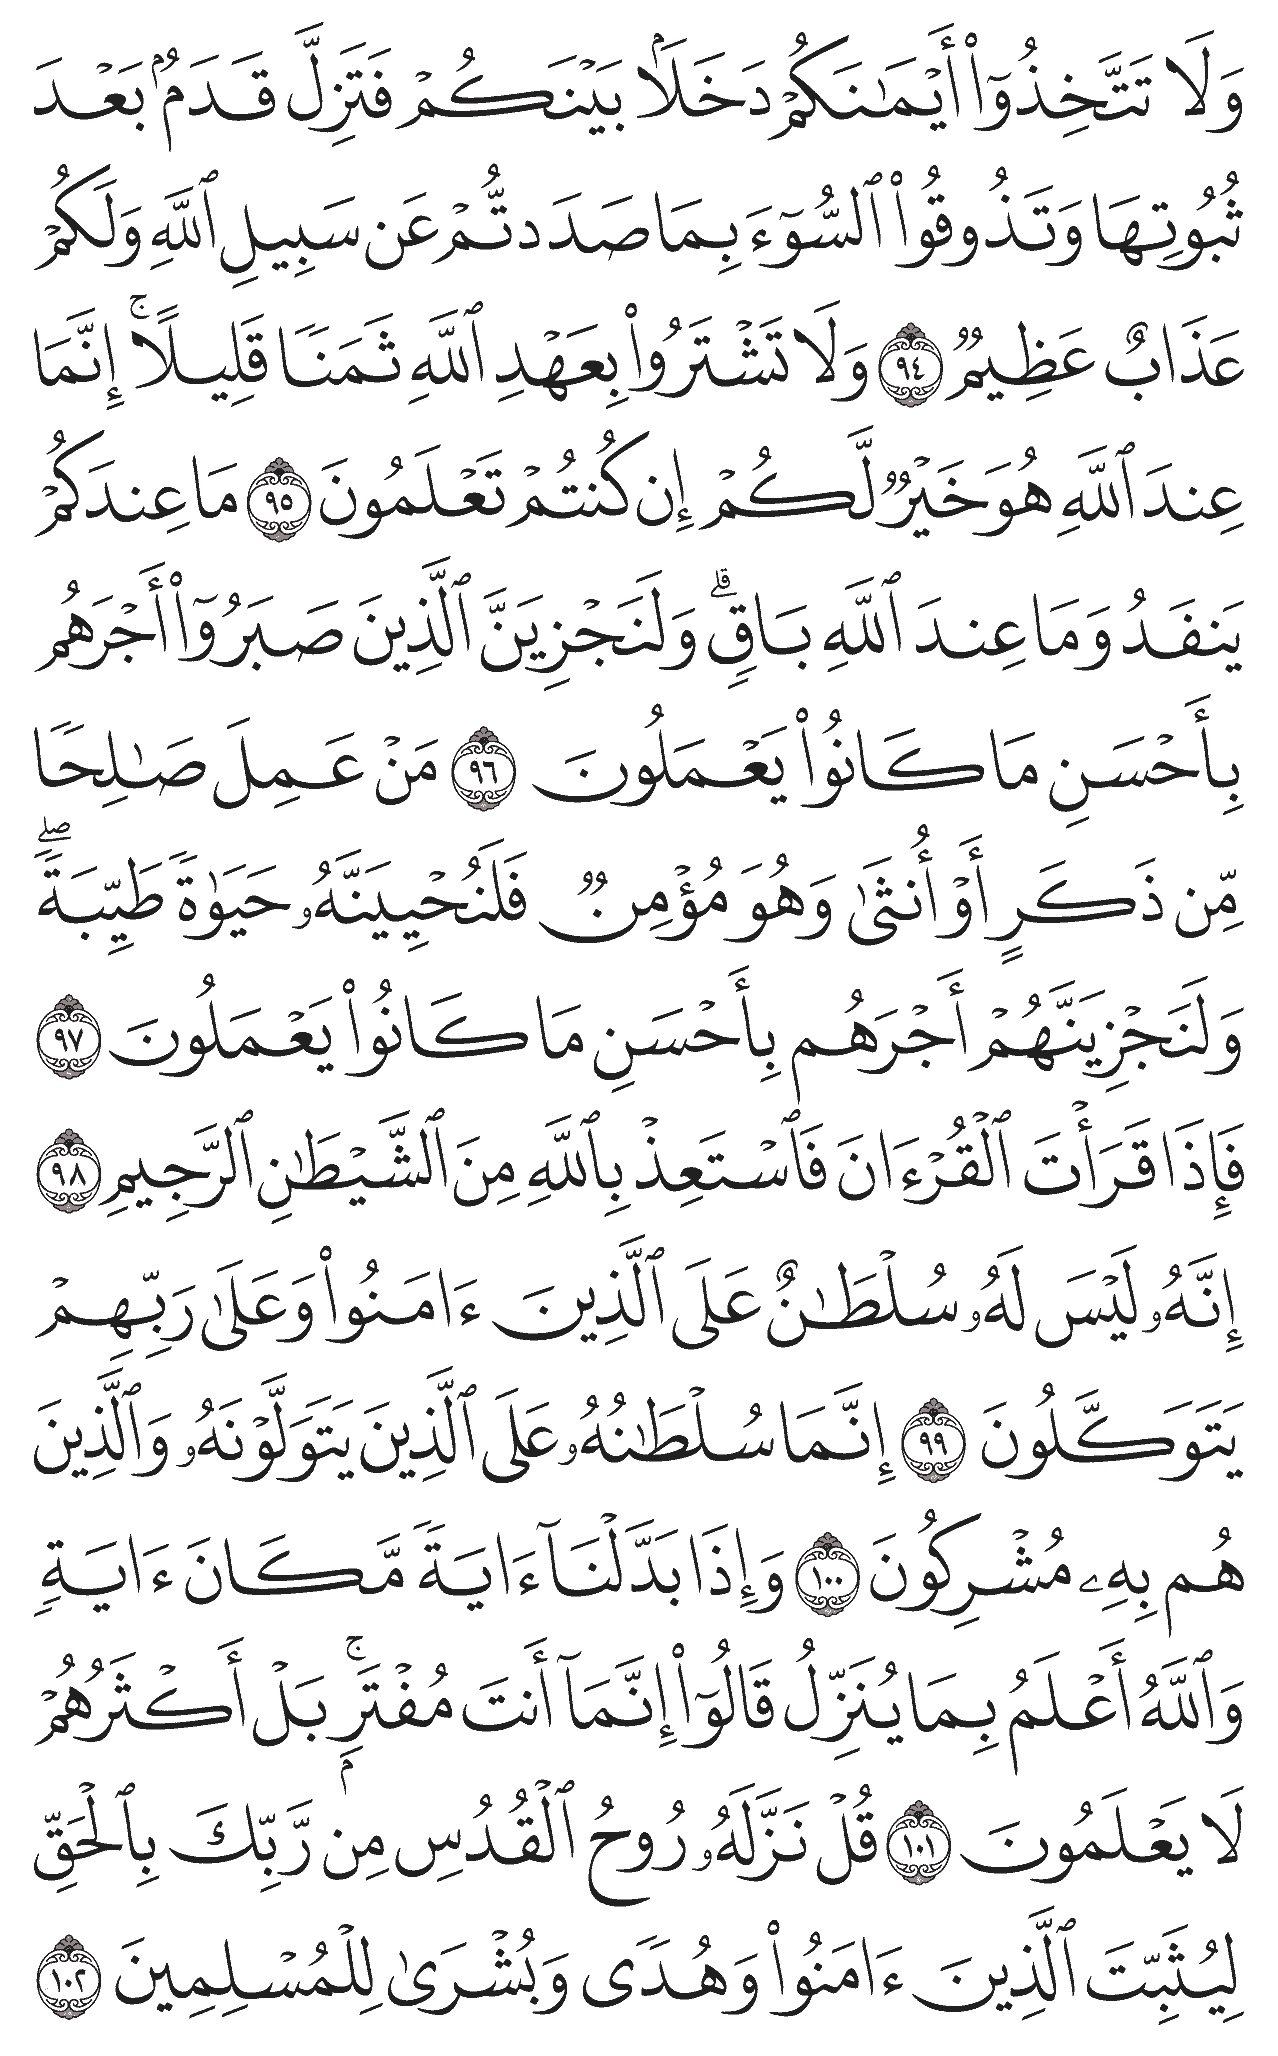 وَلَا تَتَّخِذُوٓا۟ أَيْمَـٰنَكُمْ دَخَلًۢا بَيْنَكُمْ فَتَزِلَّ قَدَمٌۢ بَعْدَ
ثُبُوتِهَا وَتَذُوقُوا۟ ٱلسُّوٓءَ بِمَا صَدَدتُّمْ عَن سَبِيلِ ٱللَّهِ وَلَكُمْ
عَذَابٌ عَظِيمٌ ﴿٩٤﴾ وَلَا تَشْتَرُوا۟ بِعَهْدِ ٱللَّهِ ثَمَنًا قَلِيلًا ۚ إِنَّمَا
عِندَ ٱللَّهِ هُوَ خَيْرٌ لَّكُمْ إِن كُنتُمْ تَعْلَمُونَ ﴿٩٥﴾ مَا عِندَكُمْ
يَنفَدُ وَمَا عِندَ ٱللَّهِ بَاقٍ ۗ وَلَنَجْزِيَنَّ ٱلَّذِينَ صَبَرُوٓا۟ أَجْرَهُم
بِأَحْسَنِ مَا كَانُوا۟ يَعْمَلُونَ ﴿٩٦﴾ مَنْ عَمِلَ صَـٰلِحًا
مِّن ذَكَرٍ أَوْ أُنثَىٰ وَهُوَ مُؤْمِنٌ فَلَنُحْيِيَنَّهُۥ حَيَوٰةً طَيِّبَةً ۖ
وَلَنَجْزِيَنَّهُمْ أَجْرَهُم بِأَحْسَنِ مَا كَانُوا۟ يَعْمَلُونَ ﴿٩٧﴾
فَإِذَا قَرَأْتَ ٱلْقُرْءَانَ فَٱسْتَعِذْ بِٱللَّهِ مِنَ ٱلشَّيْطَـٰنِ ٱلرَّجِيمِ ﴿٩٨﴾
إِنَّهُۥ لَيْسَ لَهُۥ سُلْطَـٰنٌ عَلَى ٱلَّذِينَ ءَامَنُوا۟ وَعَلَىٰ رَبِّهِمْ
يَتَوَكَّلُونَ ﴿٩٩﴾ إِنَّمَا سُلْطَـٰنُهُۥ عَلَى ٱلَّذِينَ يَتَوَلَّوْنَهُۥ وَٱلَّذِينَ
هُم بِهِۦ مُشْرِكُونَ ﴿١٠٠﴾ وَإِذَا بَدَّلْنَآ ءَايَةً مَّكَانَ ءَايَةٍ
وَٱللَّهُ أَعْلَمُ بِمَا يُنَزِّلُ قَالُوٓا۟ إِنَّمَآ أَنتَ مُفْتَرٍۭ ۚ بَلْ أَكْثَرُهُمْ
لَا يَعْلَمُونَ ﴿١٠١﴾ قُلْ نَزَّلَهُۥ رُوحُ ٱلْقُدُسِ مِن رَّبِّكَ بِٱلْحَقِّ
لِيُثَبِّتَ ٱلَّذِينَ ءَامَنُوا۟ وَهُدًى وَبُشْرَىٰ لِلْمُسْلِمِينَ ﴿١٠٢﴾